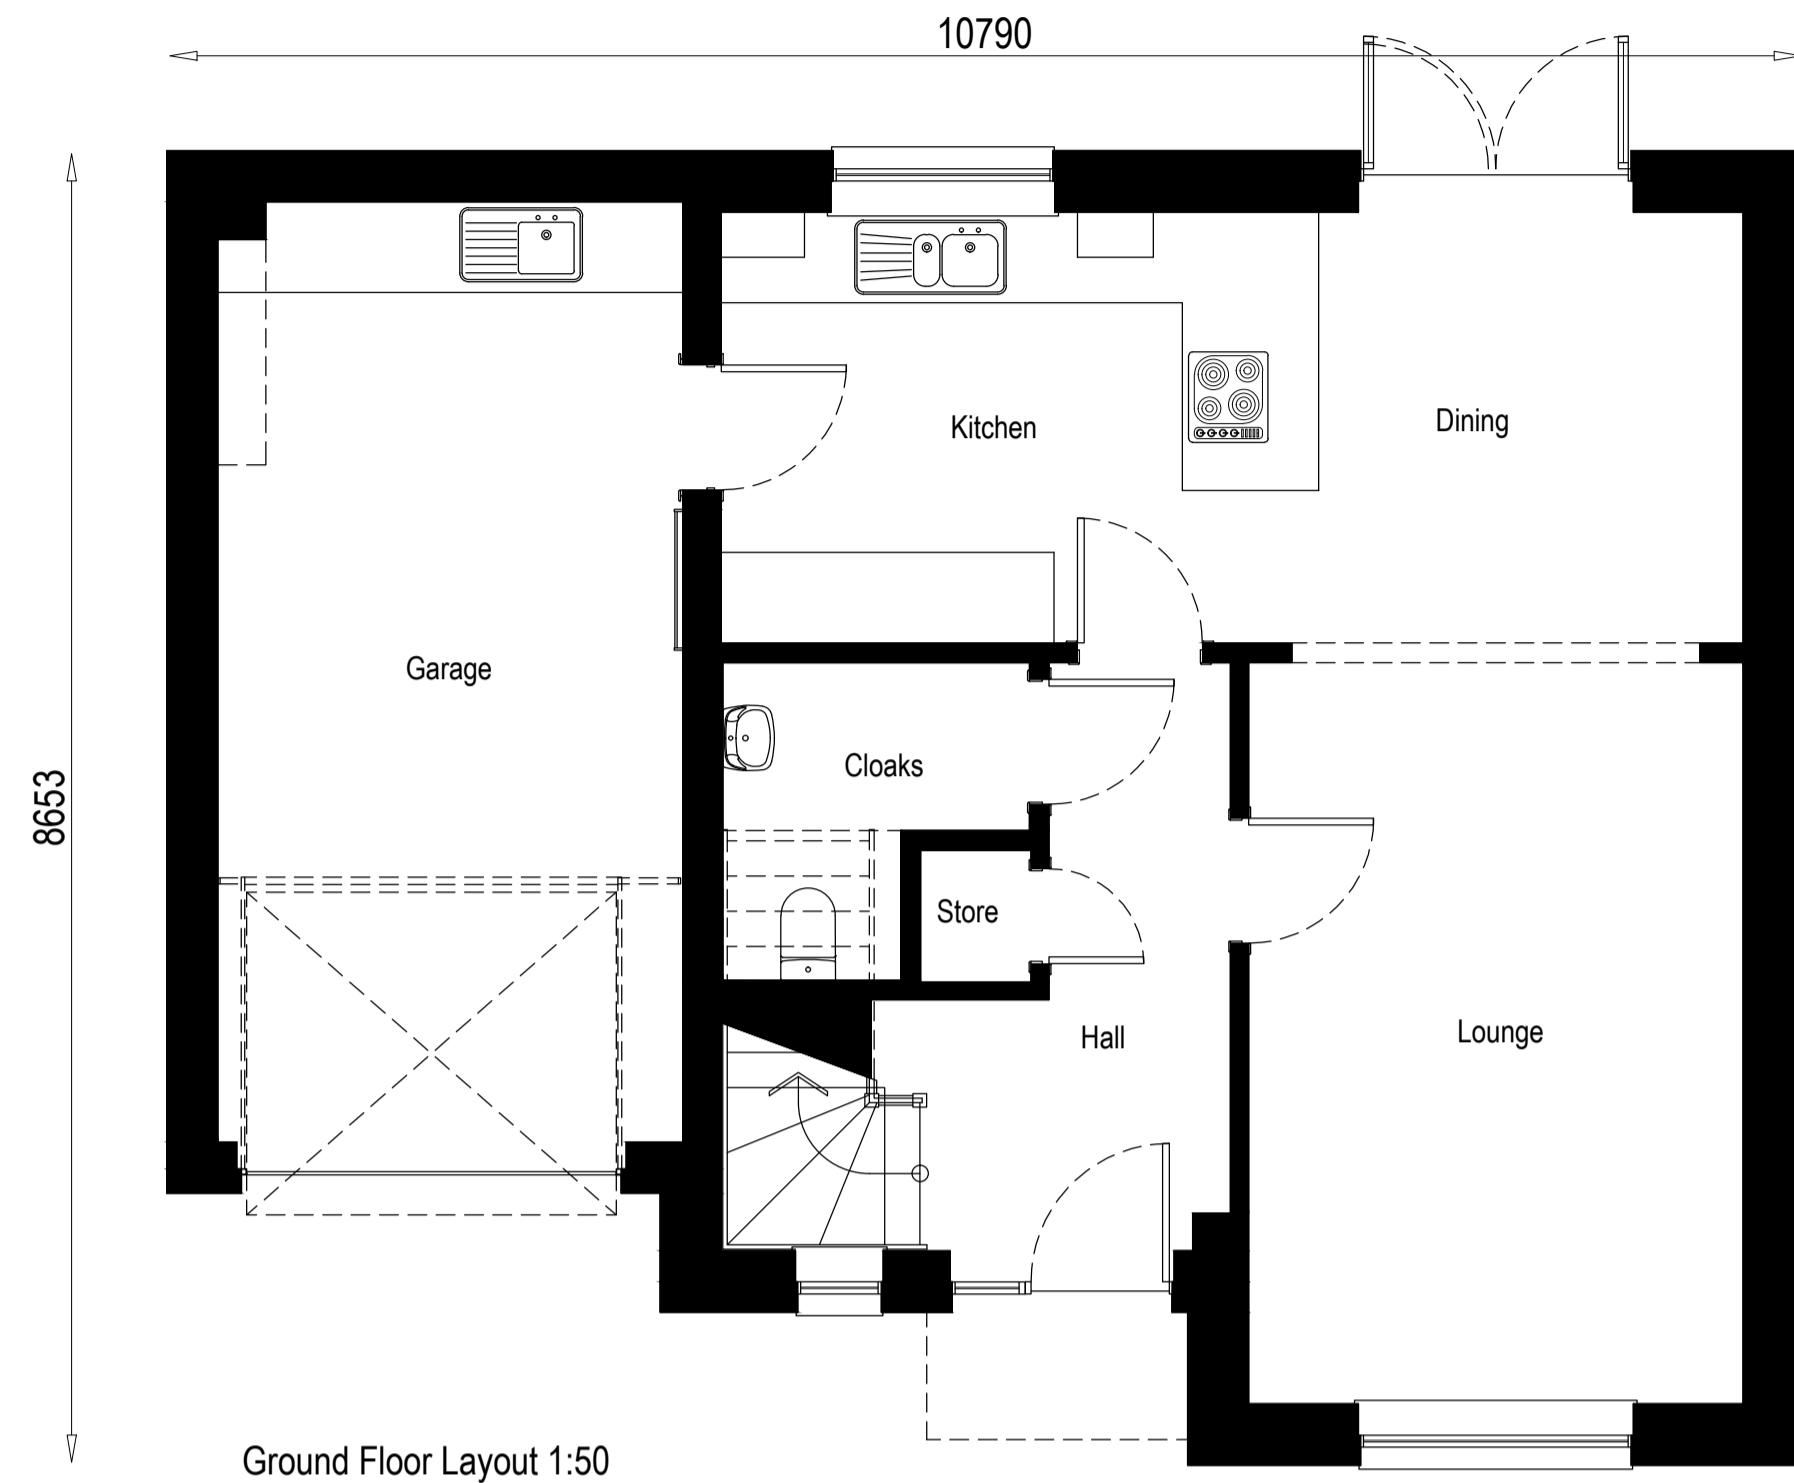 10790
Kitchen
Dining
Garage
Cloaks
8653
Store
Hall
Lounge
Ground Floor Layout 1:50